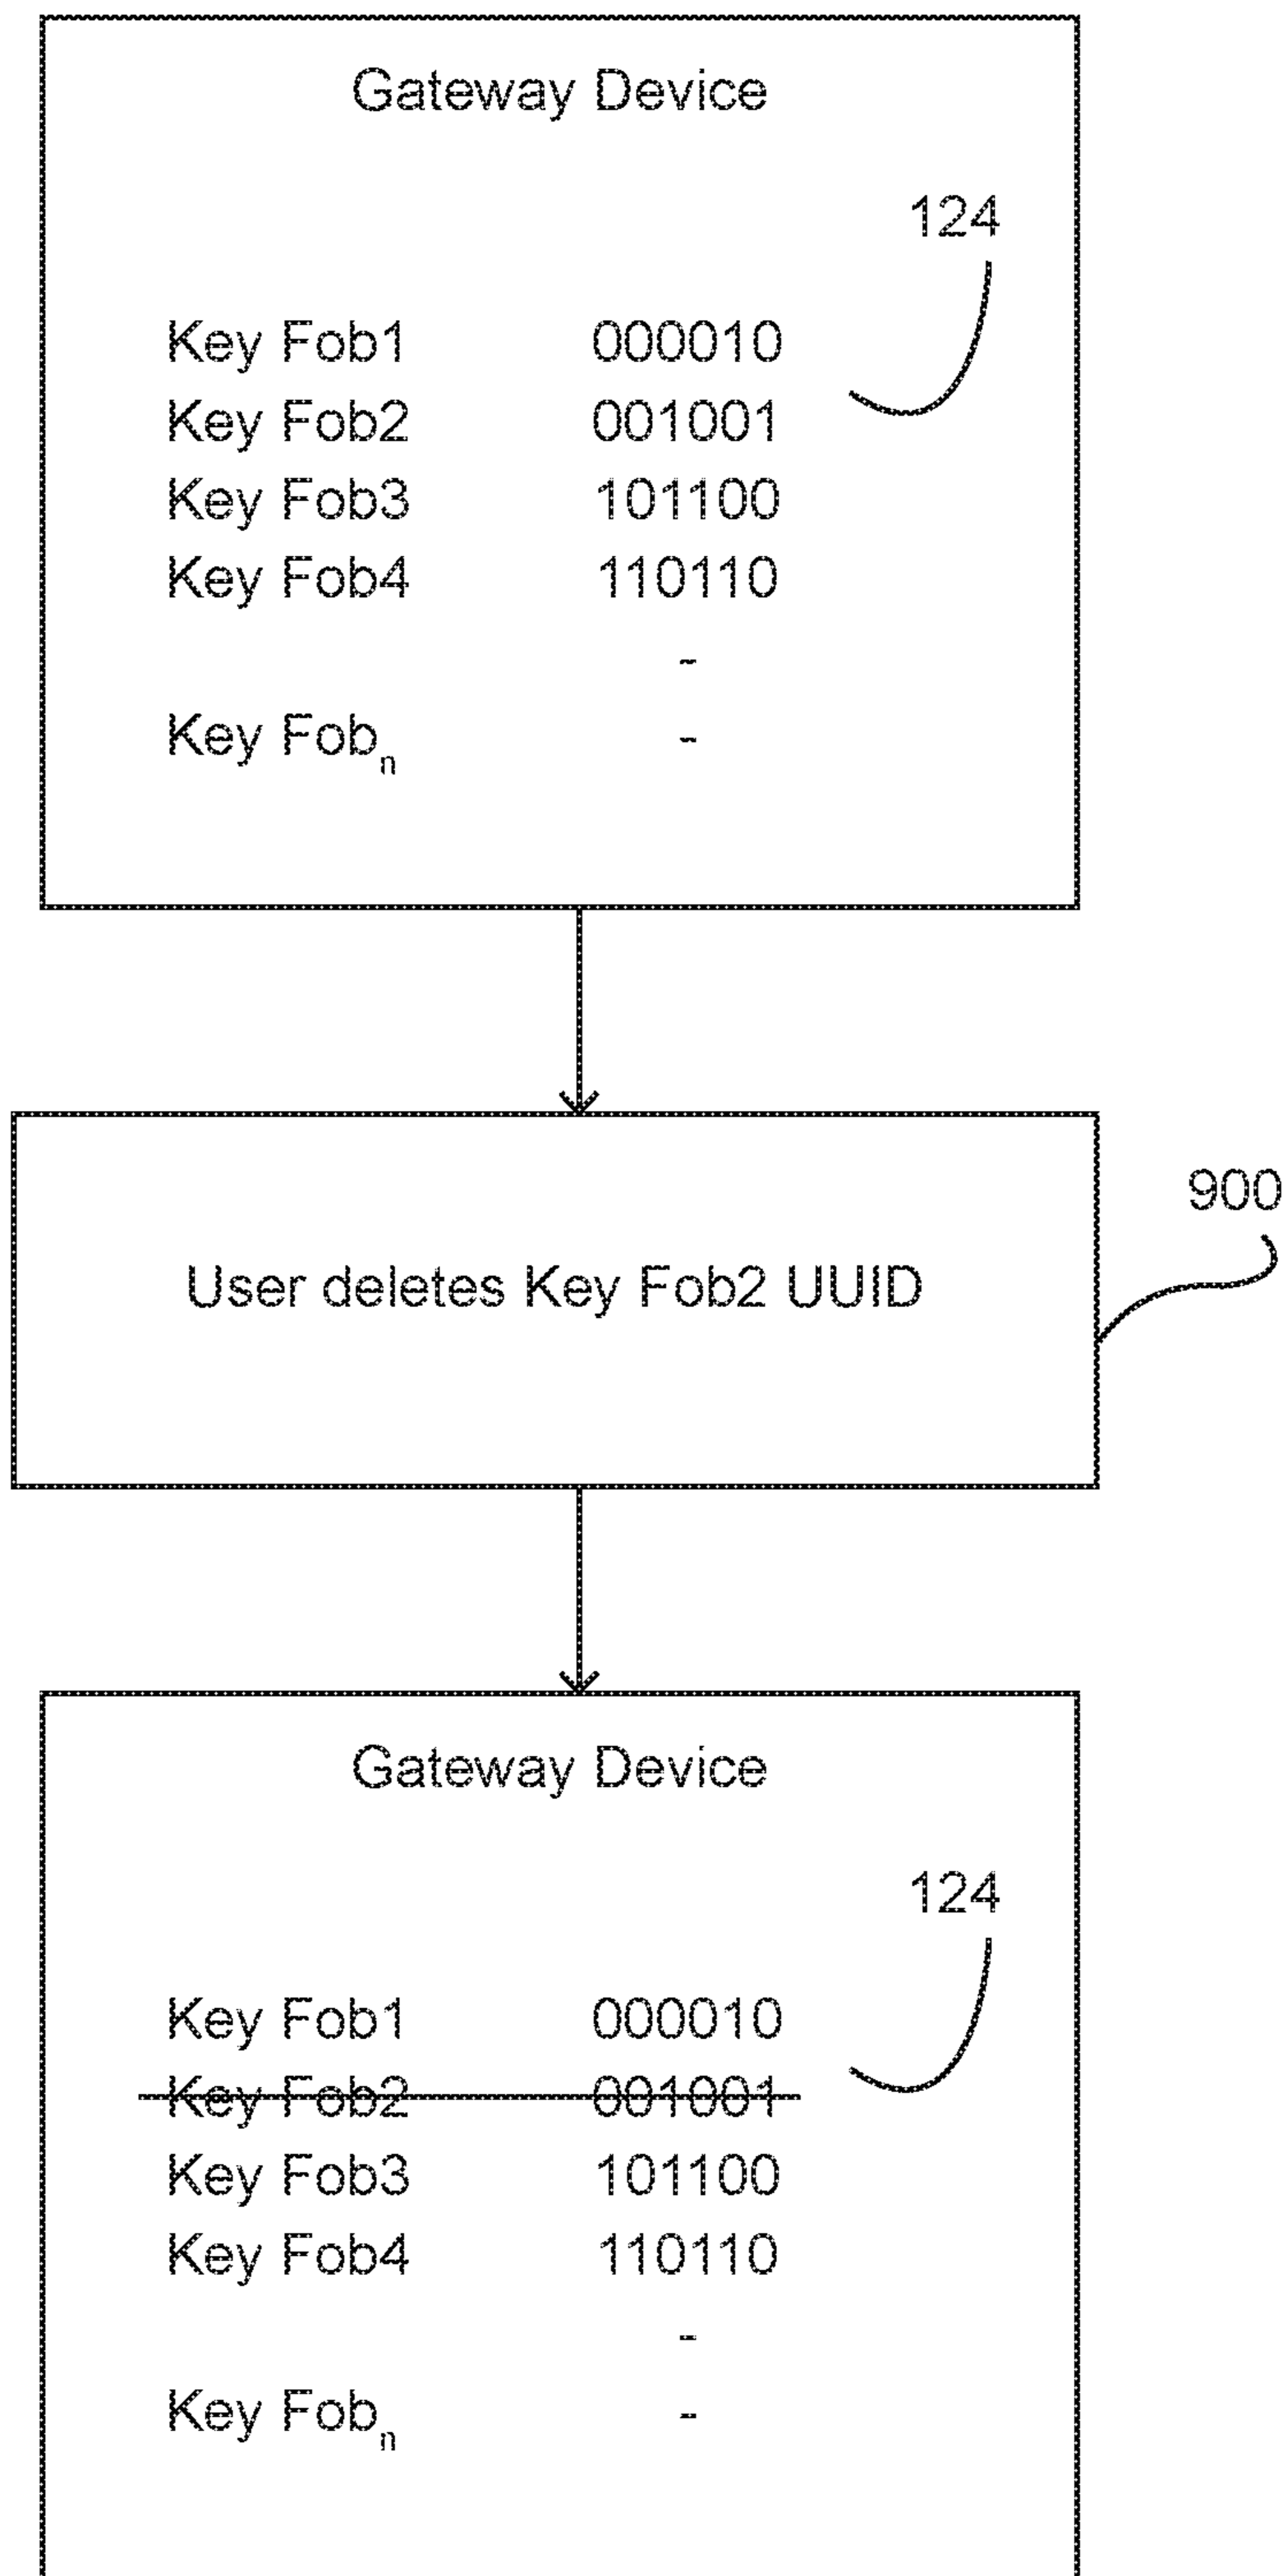 Gateway Device
124
Key Fob1 000010
Key Fob2 001001
Key Fob3 101100
Key Fob4 110110
-
Key Fobn -
User deletes Key Fob2 UUID
900
Gateway Device
124
Key Fob1 000010
Key Fob2 001001
Key Fob3 101100
Key Fob4 110110
-
Key Fobn -